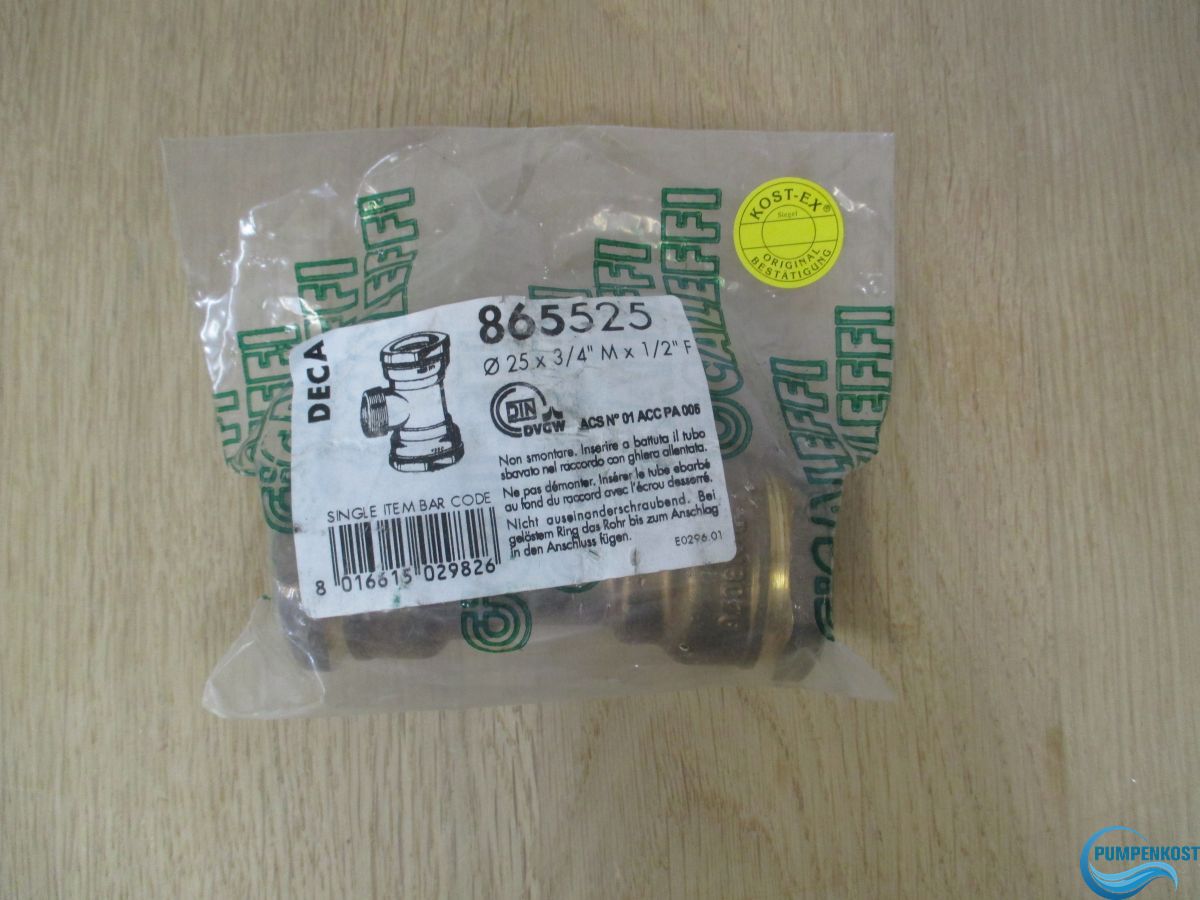 KOST-EX®
Siegel
ORIGINAL
BESTÄTIGUNG
CALEFFI
CALEFFI
DECA
865525
Ø 25 x 3/4" M x 1/2" F
DIN
DVGW
ACS N° 01 ACC PA 006
Non smontare. Inserire a battuta il tubo
sbavato nel raccordo con ghiera allentata.
Ne pas démonter. Insérer le tube ebarbé
au fond du raccord avec l'écrou desserré.
Nicht auseinanderschraubend. Bei
gelöstem Ring das Rohr bis zum Anschlag
in den Anschluss fügen.
E0296.01
SINGLE ITEM BAR CODE
8 016615 029826
PUMPENKOST